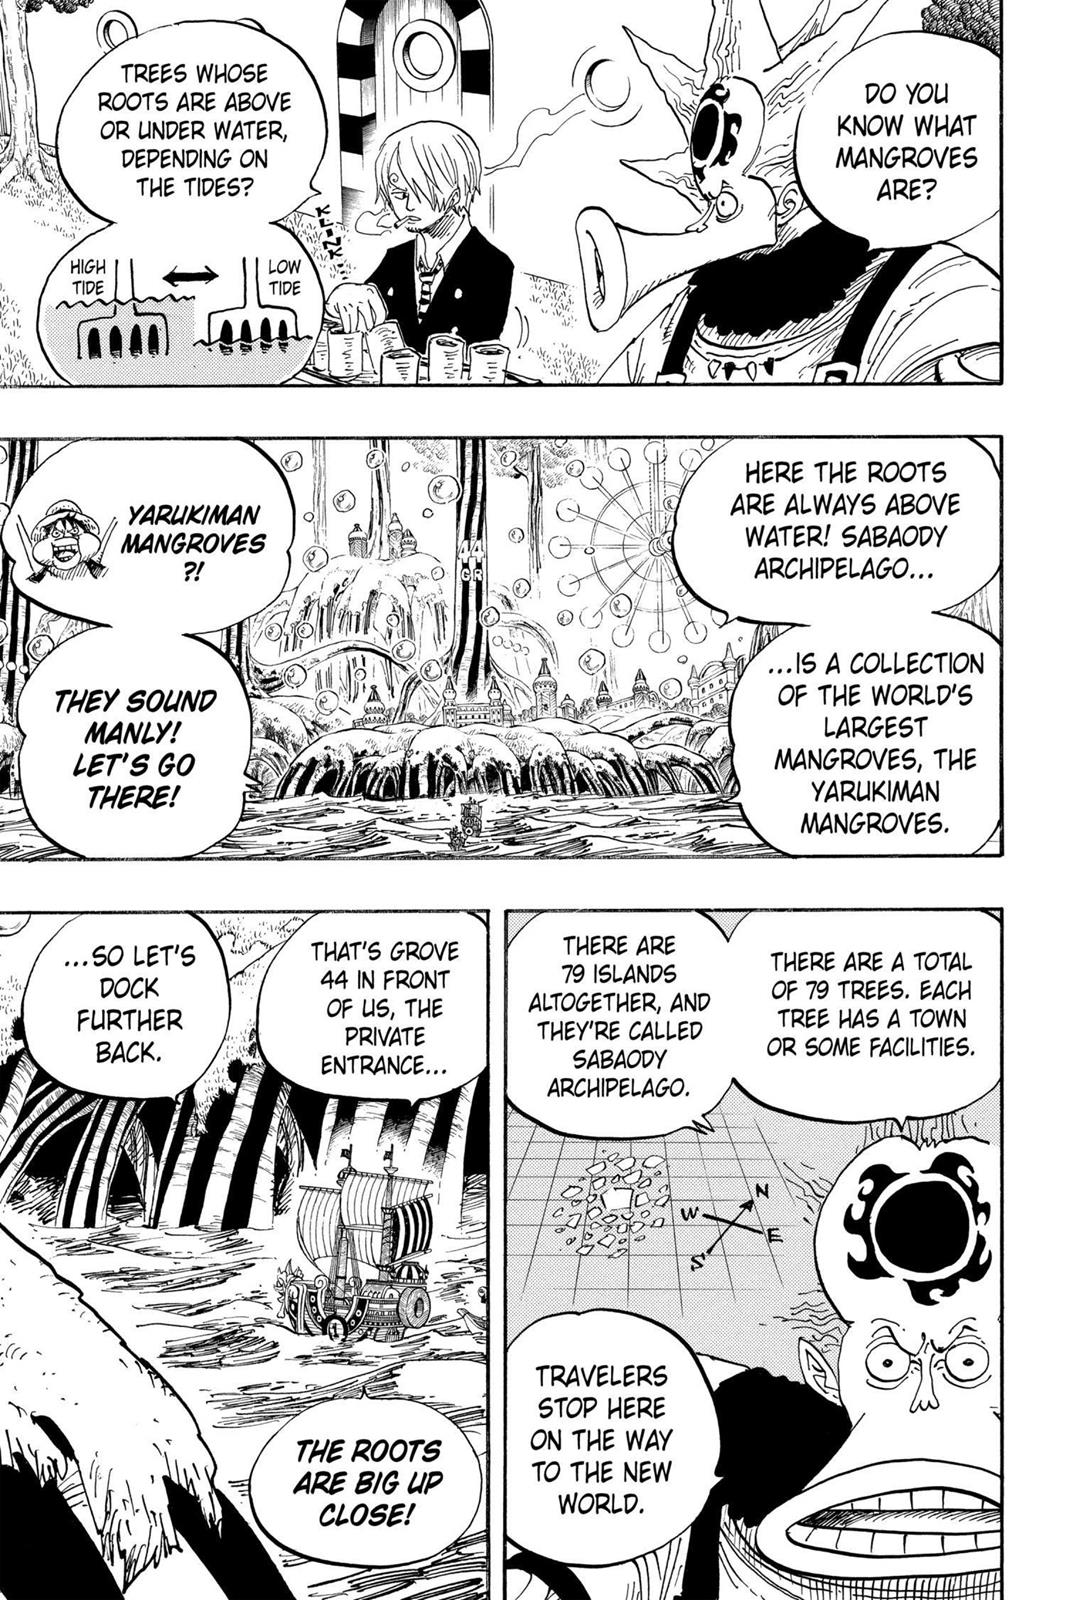 DO YOU
KNOW WHAT
MANGROVES
ARE?
TREES WHOSE
ROOTS ARE ABOVE
OR UNDER WATER,
DEPENDING ON
THE TIDES?
HIGH
TIDE
LOW
TIDE
KLINK...
HERE THE ROOTS
ARE ALWAYS ABOVE
WATER! SABAODY
ARCHIPELAGO...
...IS A COLLECTION
OF THE WORLD'S
LARGEST
MANGROVES, THE
YARUKIMAN
MANGROVES.
44
GR
YARUKIMAN
MANGROVES
?!
THEY SOUND
MANLY!
LET'S GO
THERE!
THERE ARE A TOTAL
OF 79 TREES. EACH
TREE HAS A TOWN
OR SOME FACILITIES.
THERE ARE
79 ISLANDS
ALTOGETHER, AND
THEY'RE CALLED
SABAODY
ARCHIPELAGO.
N
W
E
S
TRAVELERS
STOP HERE
ON THE WAY
TO THE NEW
WORLD.
THAT'S GROVE
44 IN FRONT
OF US, THE
PRIVATE
ENTRANCE...
...SO LET'S
DOCK
FURTHER
BACK.
1
THE ROOTS
ARE BIG UP
CLOSE!